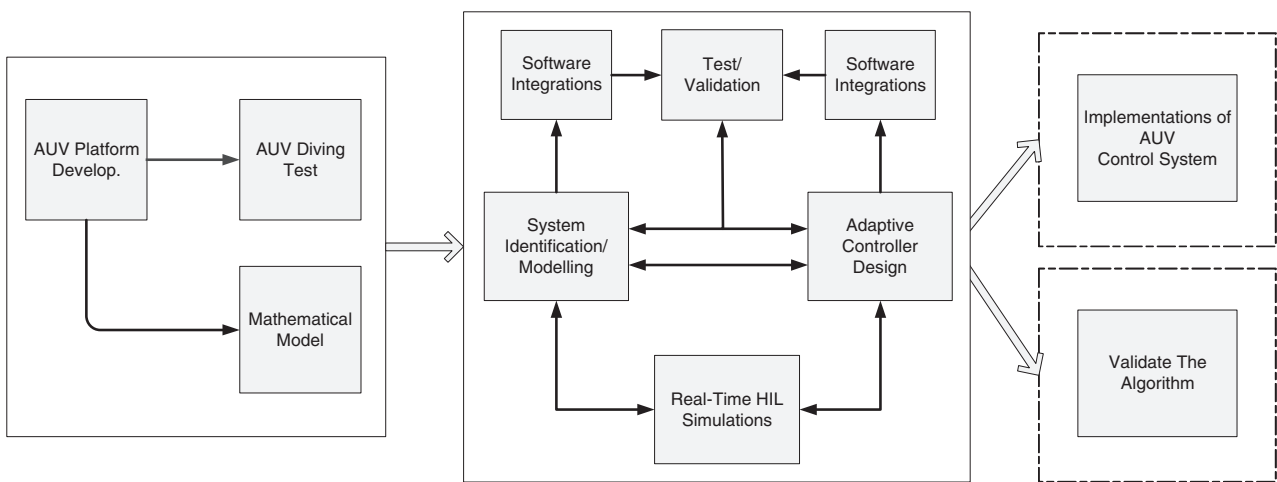 AUV Platform
Develop.
AUV Diving
Test
Mathematical
Model
Software
Integrations
Test/
Validation
Software
Integrations
System
Identification/
Modelling
Adaptive
Controller
Design
Real-Time HIL
Simulations
Implementations of
AUV
Control System
Validate The
Algorithm